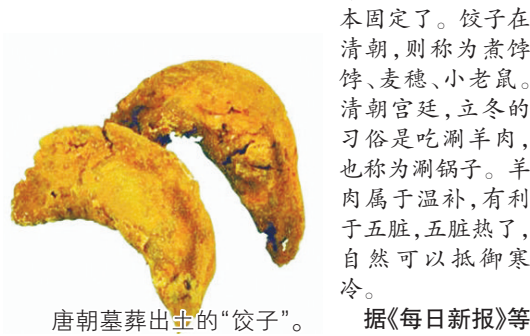 本固定了。饺子在
清朝,则称为煮饽
饽、麦穗、小老鼠。
清朝宫廷,立冬的
习俗是吃涮羊肉,
也称为涮锅子。羊
肉属于温补,有利
于五脏,五脏热了,
自然可以抵御寒
冷。
据《每日新报》等
唐朝墓葬出土的“饺子”。